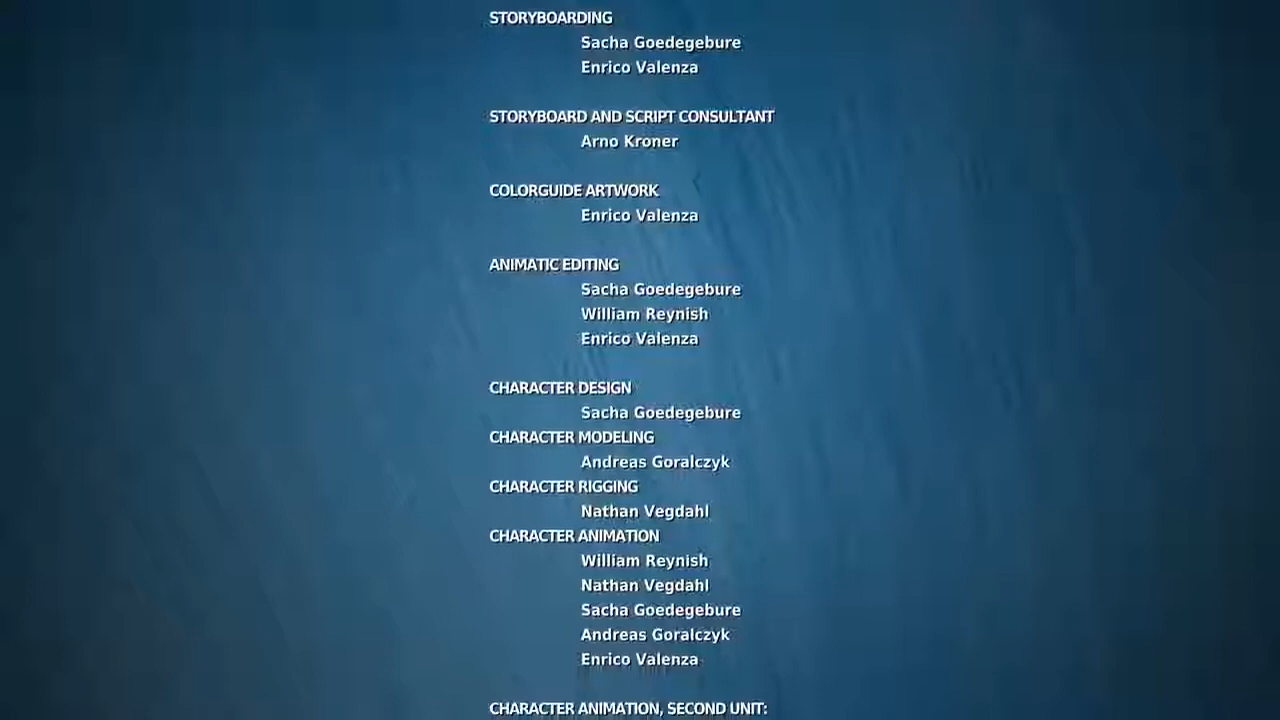 STORYBOARDING
Sacha Goedegebure
Enrico Valenza
STORYBOARD AND SCRIPT CONSULTANT
Arno Kroner
COLORGUIDE ARTWORK
Enrico Valenza
ANIMATIC EDITING
Sacha Goedegebure
William Reynish
Enrico Valenza
CHARACTER DESIGN
Sacha Goedegebure
CHARACTER MODELING
Andreas Goralczyk
CHARACTER RIGGING
Nathan Vegdahl
CHARACTER ANIMATION
William Reynish
Nathan Vegdahl
Sacha Goedegebure
Andreas Goralczyk
Enrico Valenza
CHARACTER ANIMATION, SECOND UNIT: